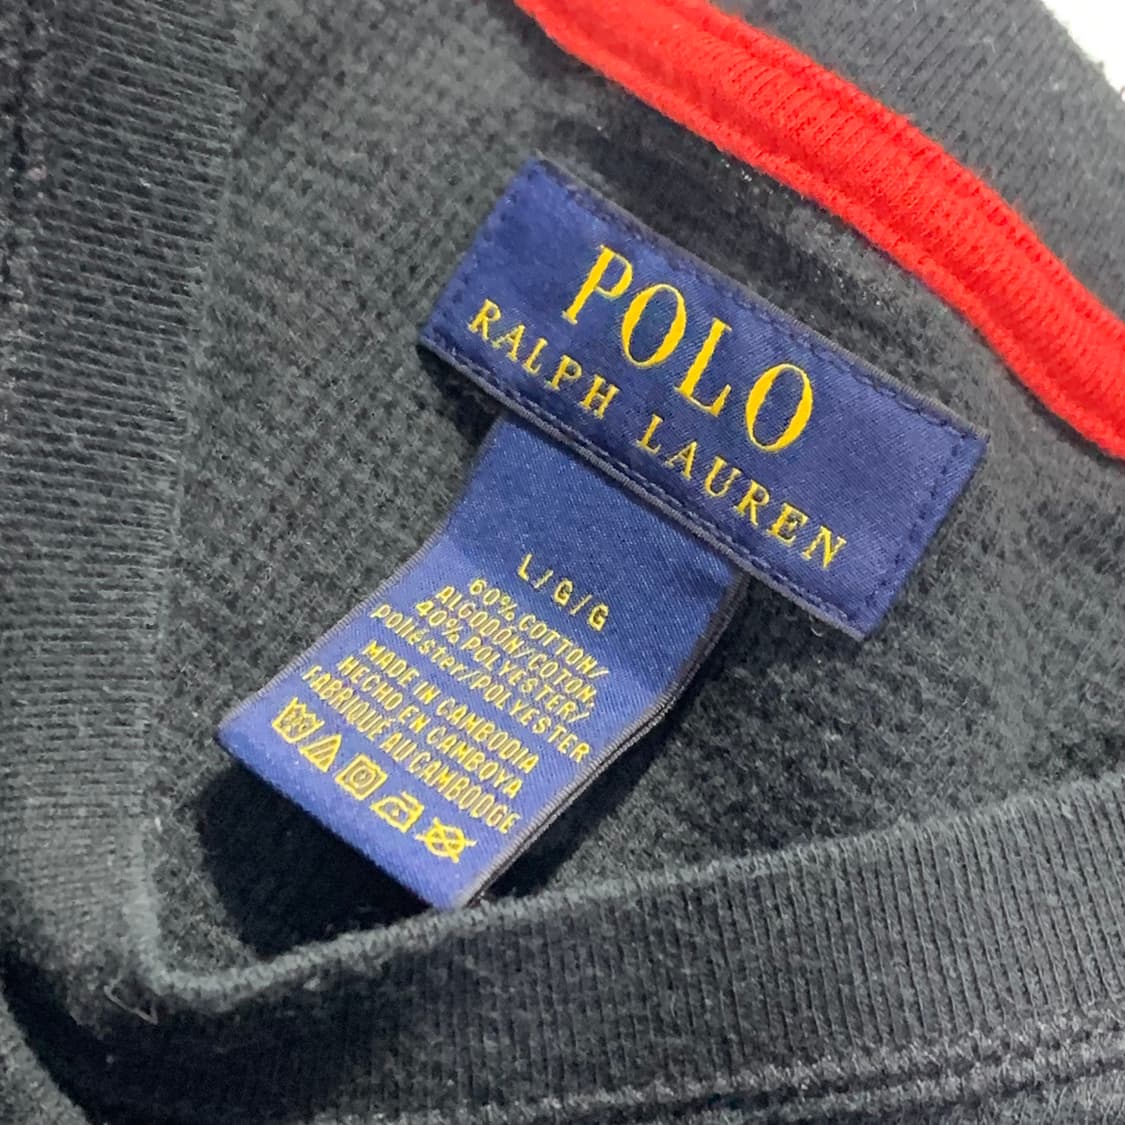 POLO
RALPH LAUREN
L/G/G
60% COTTON/
ALGODÓN/COTON,
40% POLYESTER/
poliéster/POLYESTER
MADE IN CAMBODIA
HECHO EN CAMBOYA
FABRIQUÉ AU CAMBODGE